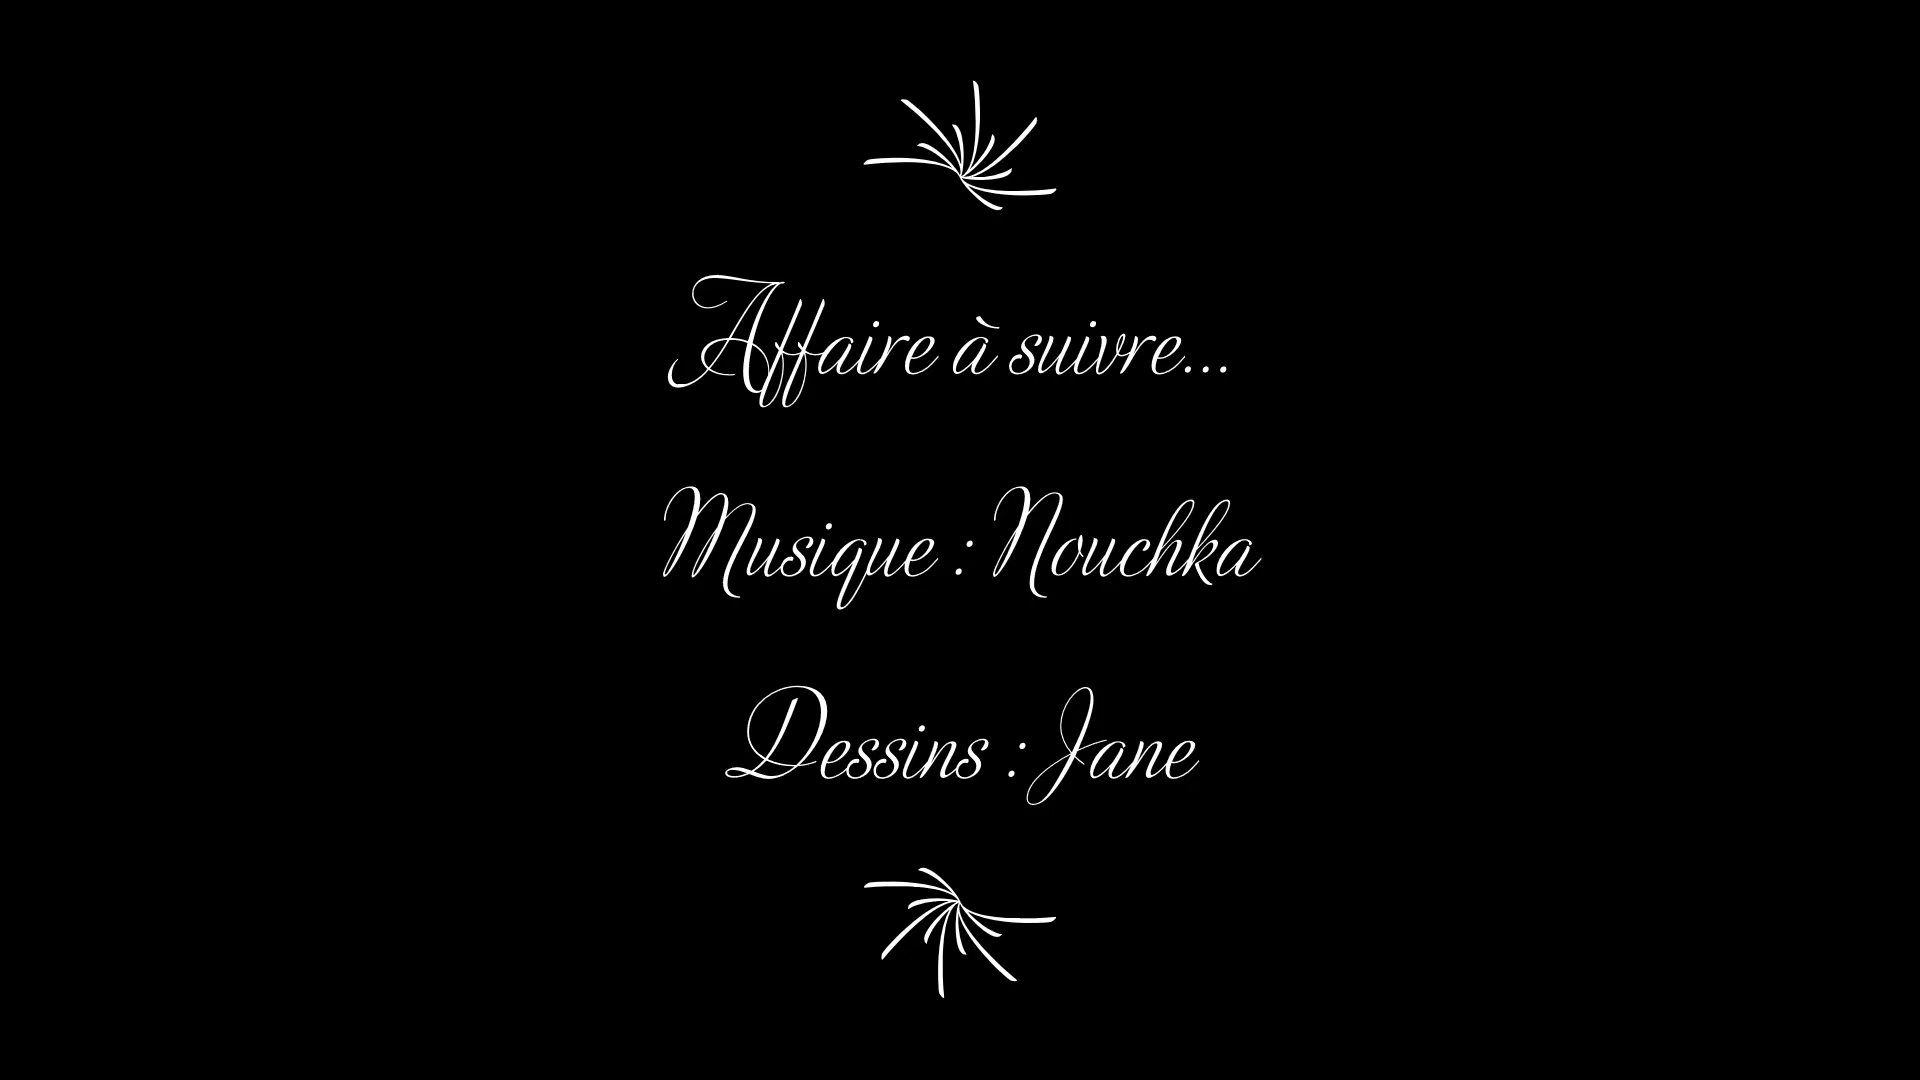 Affaire à suivre...
Musique : Nouchka
Dessins : Jane